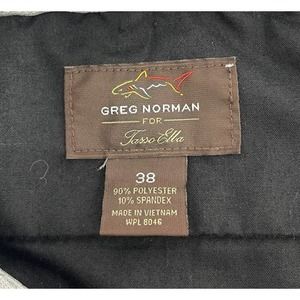 GREG NORMAN
FOR
Tasso Elba
38
90% POLYESTER
10% SPANDEX
MADE IN VIETNAM
WPL 8046